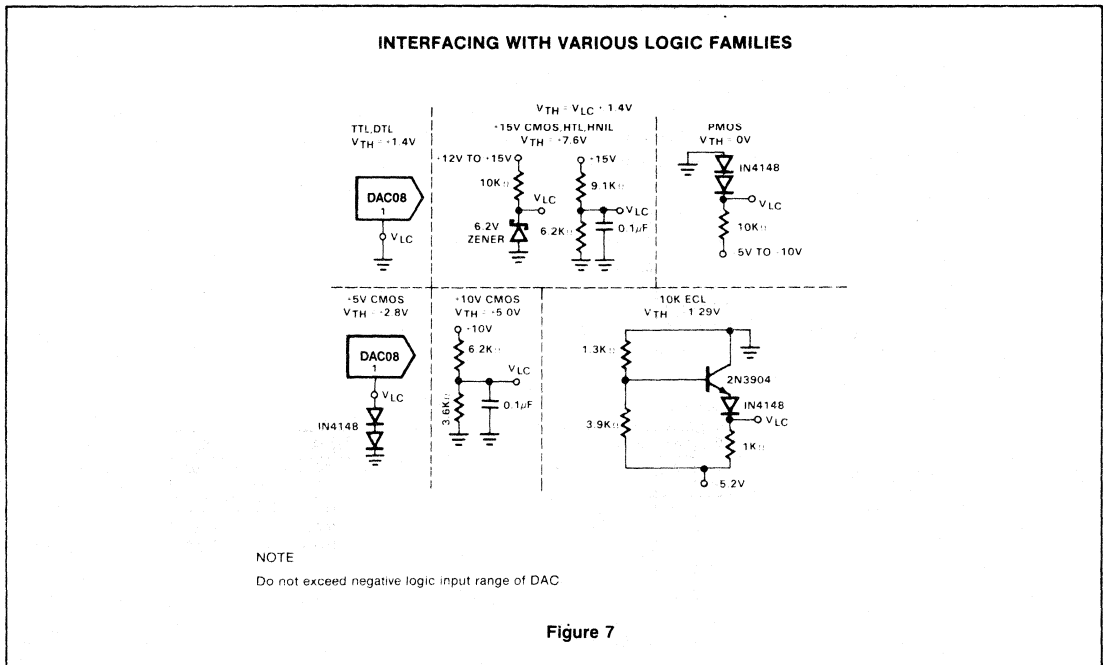 INTERFACING WITH VARIOUS LOGIC FAMILIES
VTH = VLC + 1.4V
TTL,DTL
VTH = +1.4V
DAC08
1
VLC
+15V CMOS,HTL,HNIL
VTH = +7.6V
+12V TO +15V
10KΩ
VLC
6.2V
ZENER
+15V
9.1KΩ
VLC
6.2KΩ
0.1μF
PMOS
VTH = 0V
IN4148
VLC
10KΩ
5V TO -10V
+5V CMOS
VTH = +2.8V
DAC08
1
VLC
IN4148
+10V CMOS
VTH = +5.0V
+10V
6.2KΩ
VLC
3.6KΩ
0.1μF
10K ECL
VTH -1.29V
1.3KΩ
2N3904
IN4148
VLC
3.9KΩ
1KΩ
5.2V
NOTE
Do not exceed negative logic input range of DAC
Figure 7